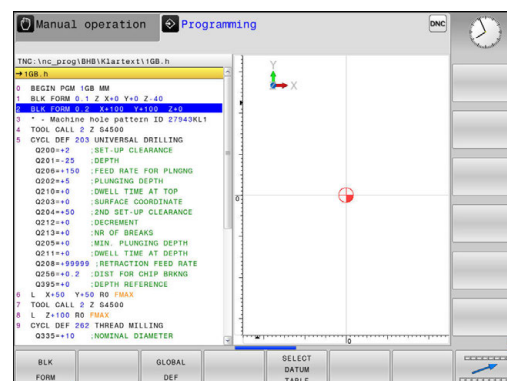 Manual operation
Programming
DNC
TNC:\nc_prog\BHB\Klartext\1GB.h
→1GB.h
0 BEGIN PGM 1GB MM
1 BLK FORM 0.1 Z X+0 Y+0 Z-40
2 BLK FORM 0.2 X+100 Y+100 Z+0
3 * - Machine hole pattern ID 27943KL1
4 TOOL CALL 2 Z S4500
5 CYCL DEF 203 UNIVERSAL DRILLING
Q200=+2 ;SET-UP CLEARANCE
Q201=-25 ;DEPTH
Q206=+150 ;FEED RATE FOR PLNGNG
Q202=+5 ;PLUNGING DEPTH
Q210=+0 ;DWELL TIME AT TOP
Q203=+0 ;SURFACE COORDINATE
Q204=+50 ;2ND SET-UP CLEARANCE
Q212=+0 ;DECREMENT
Q213=+0 ;NR OF BREAKS
Q205=+0 ;MIN. PLUNGING DEPTH
Q211=+0 ;DWELL TIME AT DEPTH
Q208=+99999 ;RETRACTION FEED RATE
Q256=+0.2 ;DIST FOR CHIP BRKNG
Q395=+0 ;DEPTH REFERENCE
6 L X+50 Y+50 R0 FMAX
7 TOOL CALL 2 Z S4500
8 L Z+100 R0 FMAX
9 CYCL DEF 262 THREAD MILLING
Q335=+10 ;NOMINAL DIAMETER
Y
X
0
0
BLK
FORM
GLOBAL
DEF
SELECT
DATUM
TABLE